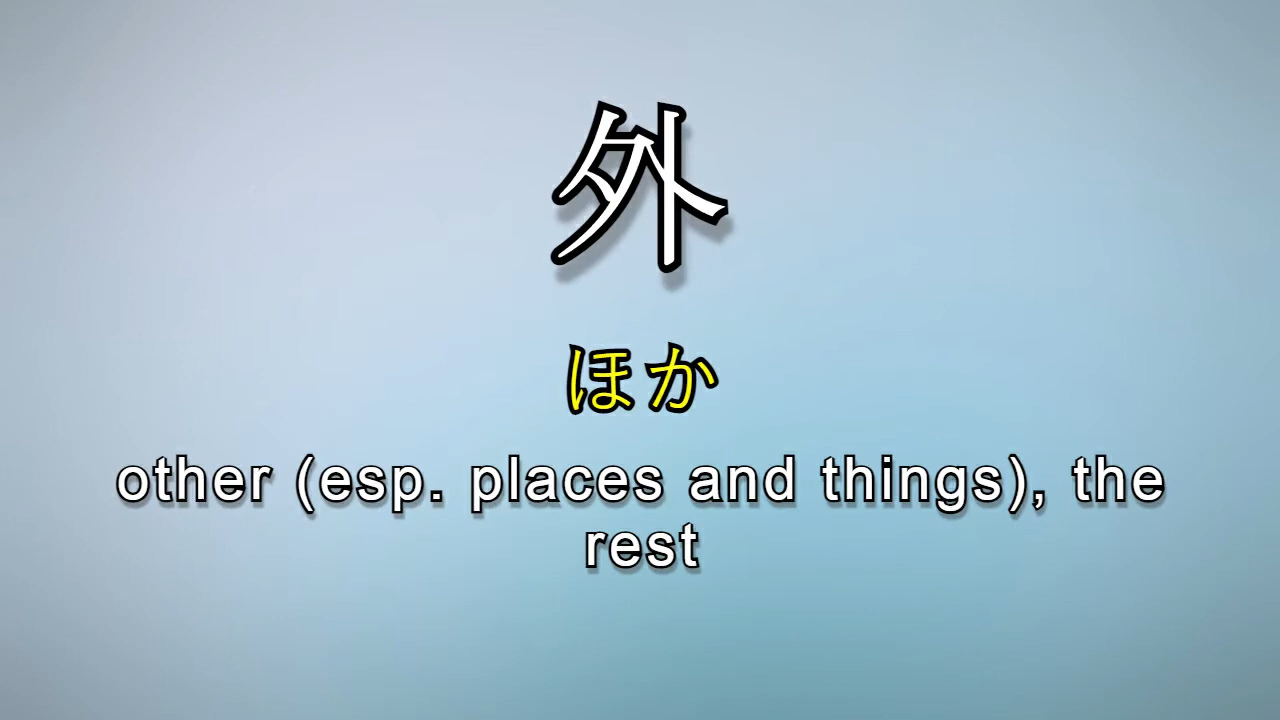 外
ほか
other (esp. places and things), the
rest